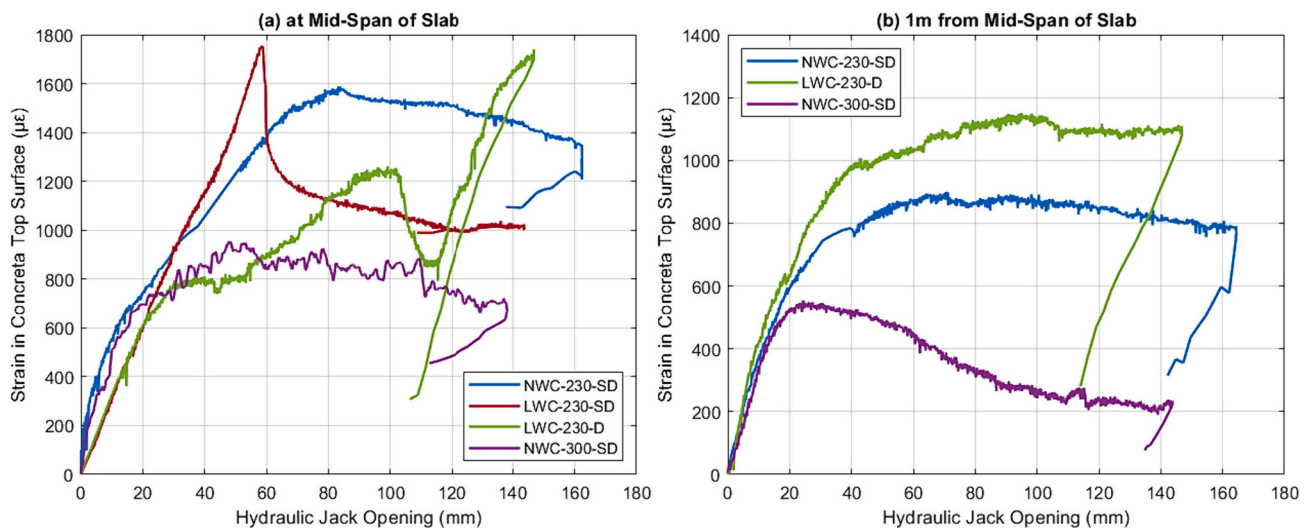 (a) at Mid-Span of Slab
1800
1600
1400
1200
1000
800
600
400
200
0
Strain in Concreta Top Surface (με)
0 20 40 60 80 100 120 140 160 180
Hydraulic Jack Opening (mm)
NWC-230-SD
LWC-230-SD
LWC-230-D
NWC-300-SD
(b) 1m from Mid-Span of Slab
1400
1200
1000
800
600
400
200
0
Strain in Concreta Top Surface (με)
0 20 40 60 80 100 120 140 160 180
Hydraulic Jack Opening (mm)
NWC-230-SD
LWC-230-D
NWC-300-SD